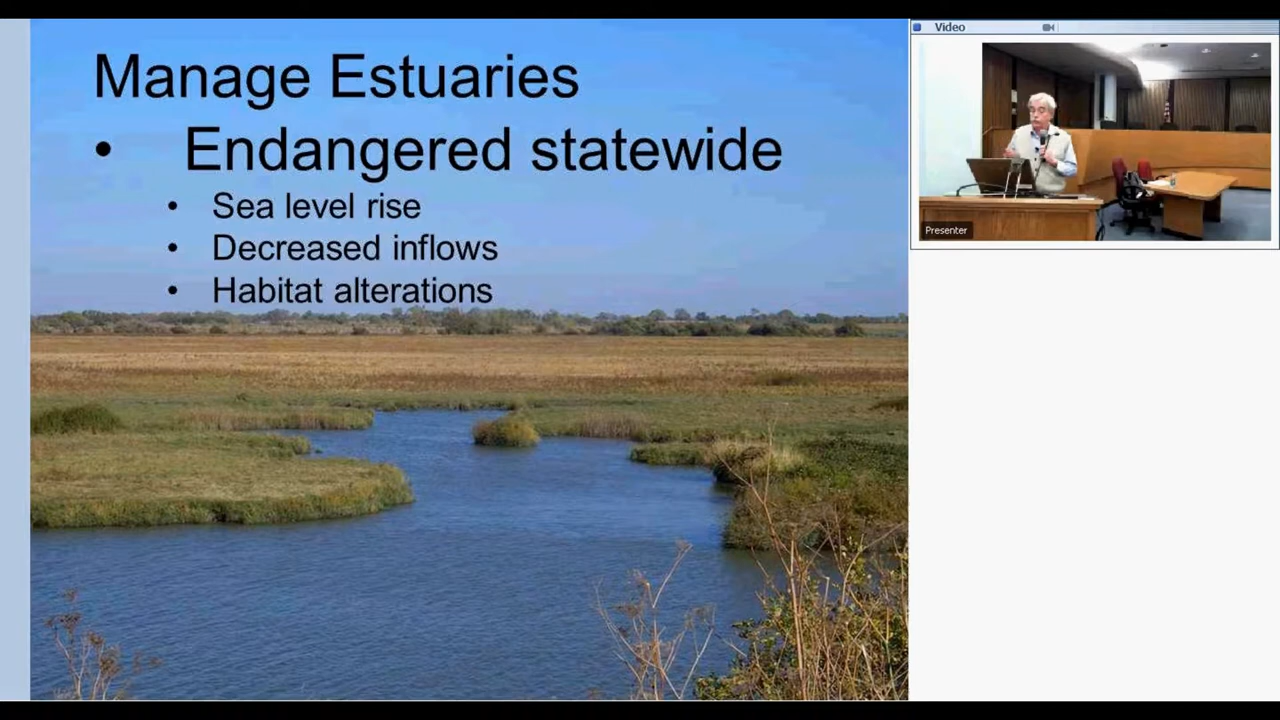 Manage Estuaries
• Endangered statewide
• Sea level rise
• Decreased inflows
• Habitat alterations
Video
Presenter